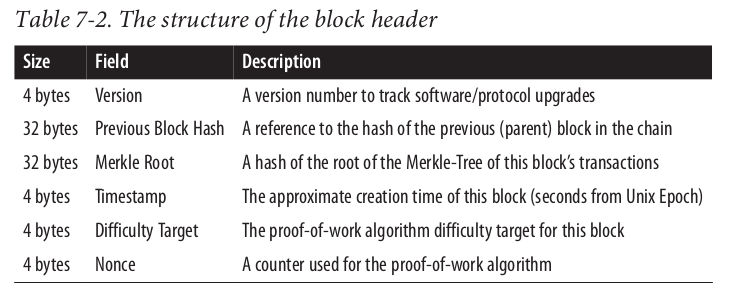 Table 7-2. The structure of the block header
Size Field Description
4 bytes Version A version number to track software/protocol upgrades
32 bytes Previous Block Hash A reference to the hash of the previous (parent) block in the chain
32 bytes Merkle Root A hash of the root of the Merkle-Tree of this block’s transactions
4 bytes Timestamp The approximate creation time of this block (seconds from Unix Epoch)
4 bytes Difficulty Target The proof-of-work algorithm difficulty target for this block
4 bytes Nonce A counter used for the proof-of-work algorithm